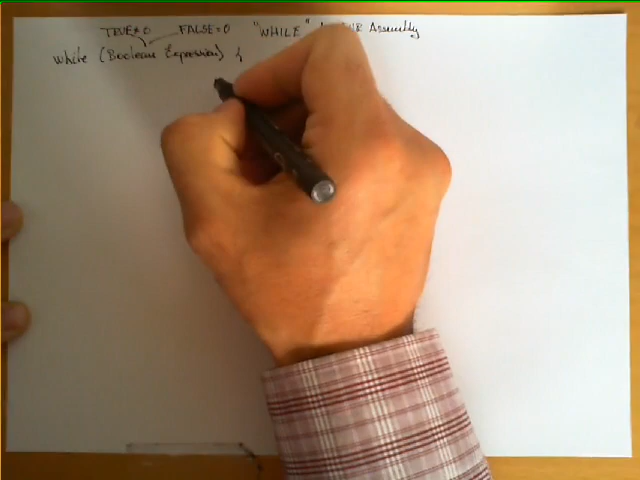 TRUE≠0 FALSE=0 "WHILE" Assembly
while (Boolean Expression) {